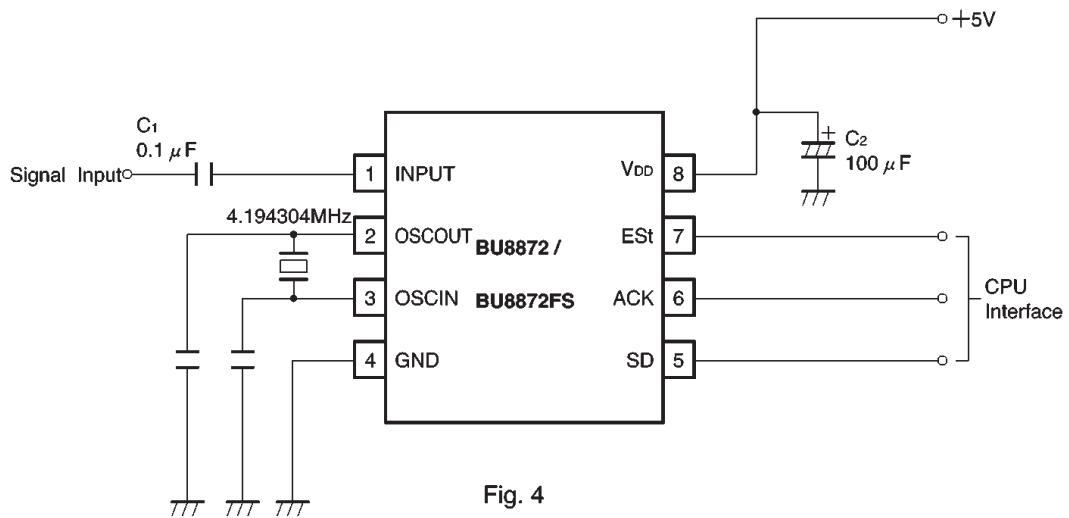 +5V
C1
0.1 μF
Signal Input
4.194304MHz
1 INPUT
2 OSCOUT
3 OSCIN
4 GND
BU8872 /
BU8872FS
VDD 8
ESt 7
ACK 6
SD 5
+
C2
100 μF
CPU
Interface
Fig. 4